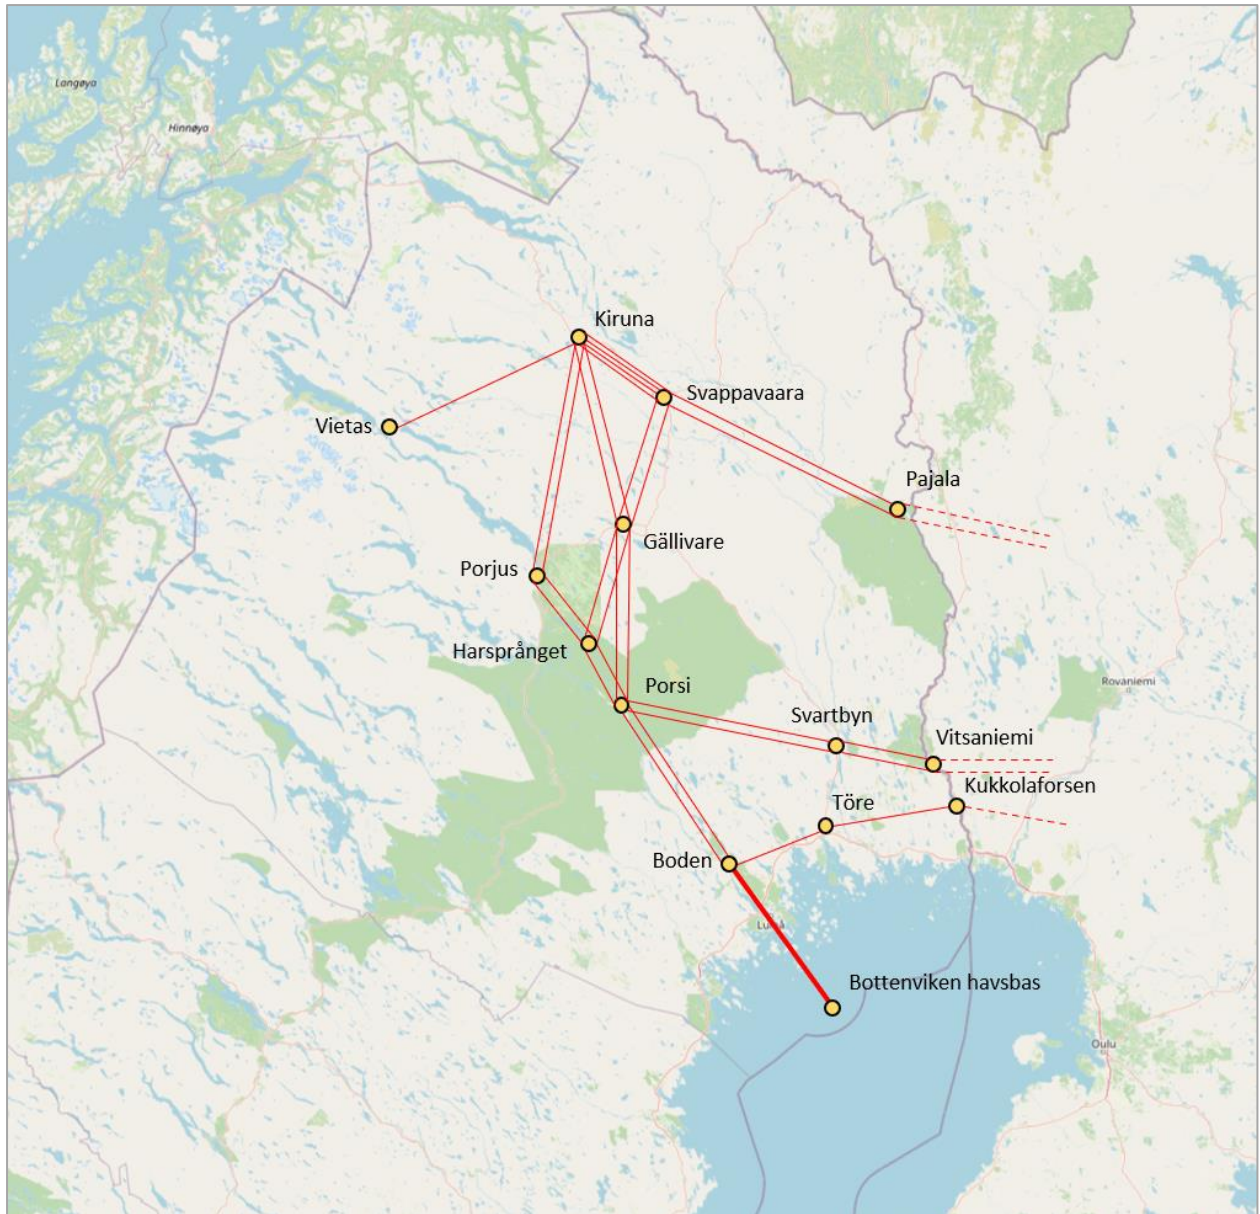 Langøya
Hinnøya
Kiruna
Svappavaara
Vietas
Pajala
Gällivare
Porjus
Harsprånget
Porsi
Rovaniemi
Svartbyn
Vitsaniemi
Kukkolaforsen
Töre
Boden
Bottenviken havsbas
Oulu